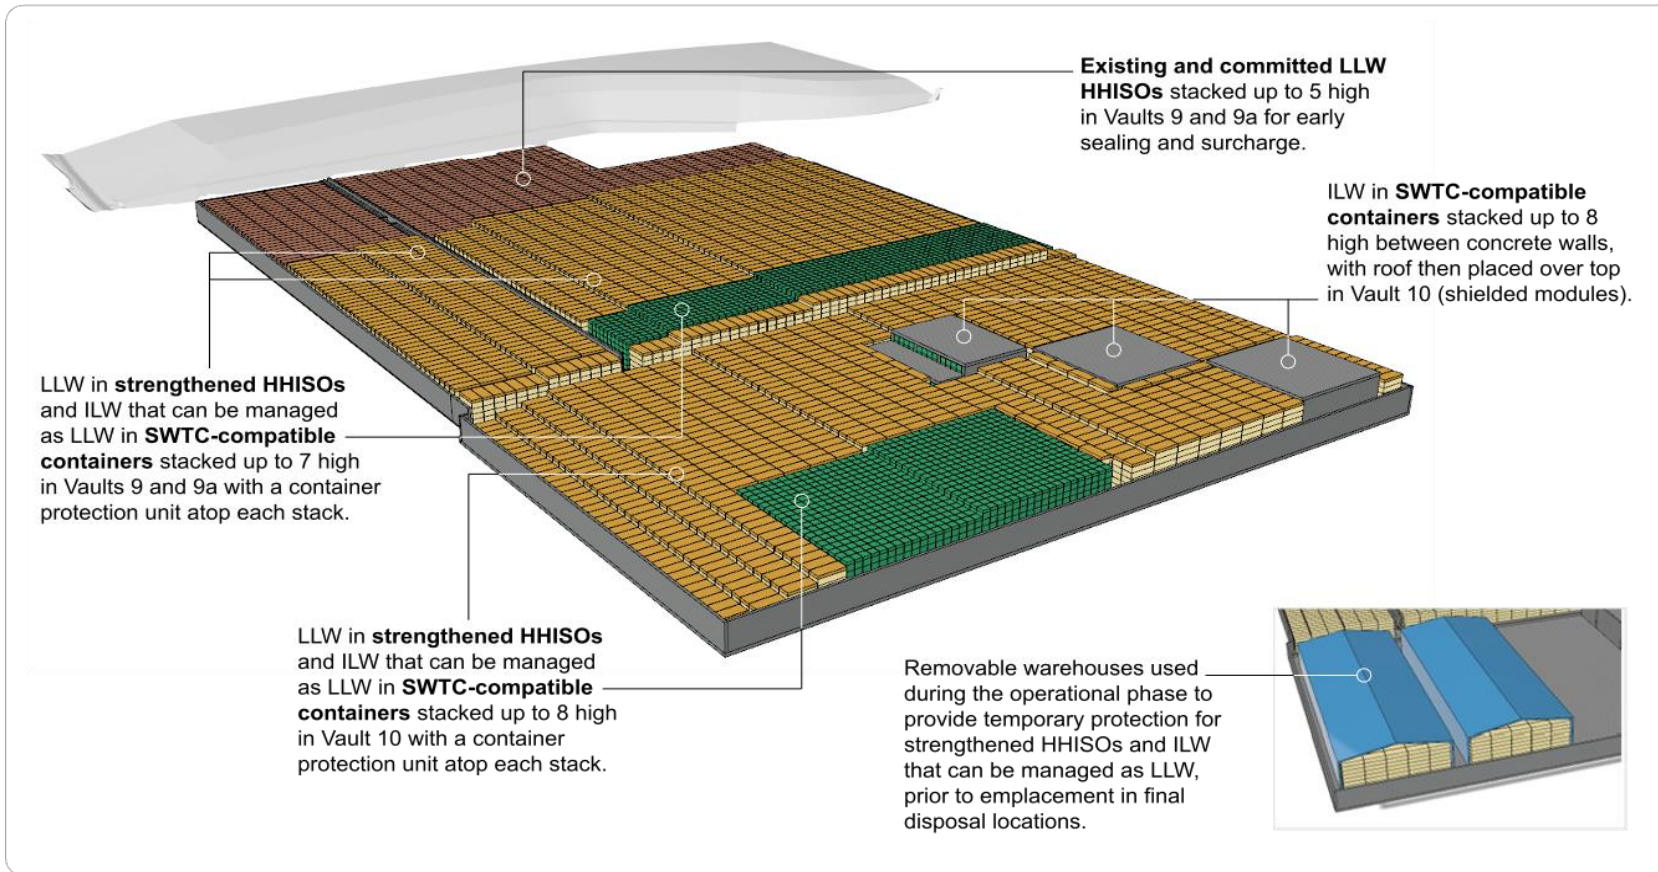 Existing and committed LLW
HHISOs stacked up to 5 high
in Vaults 9 and 9a for early
sealing and surcharge.
ILW in SWTC-compatible
containers stacked up to 8
high between concrete walls,
with roof then placed over top
in Vault 10 (shielded modules).
LLW in strengthened HHISOs
and ILW that can be managed
as LLW in SWTC-compatible
containers stacked up to 7 high
in Vaults 9 and 9a with a container
protection unit atop each stack.
LLW in strengthened HHISOs
and ILW that can be managed
as LLW in SWTC-compatible
containers stacked up to 8 high
in Vault 10 with a container
protection unit atop each stack.
Removable warehouses used
during the operational phase to
provide temporary protection for
strengthened HHISOs and ILW
that can be managed as LLW,
prior to emplacement in final
disposal locations.